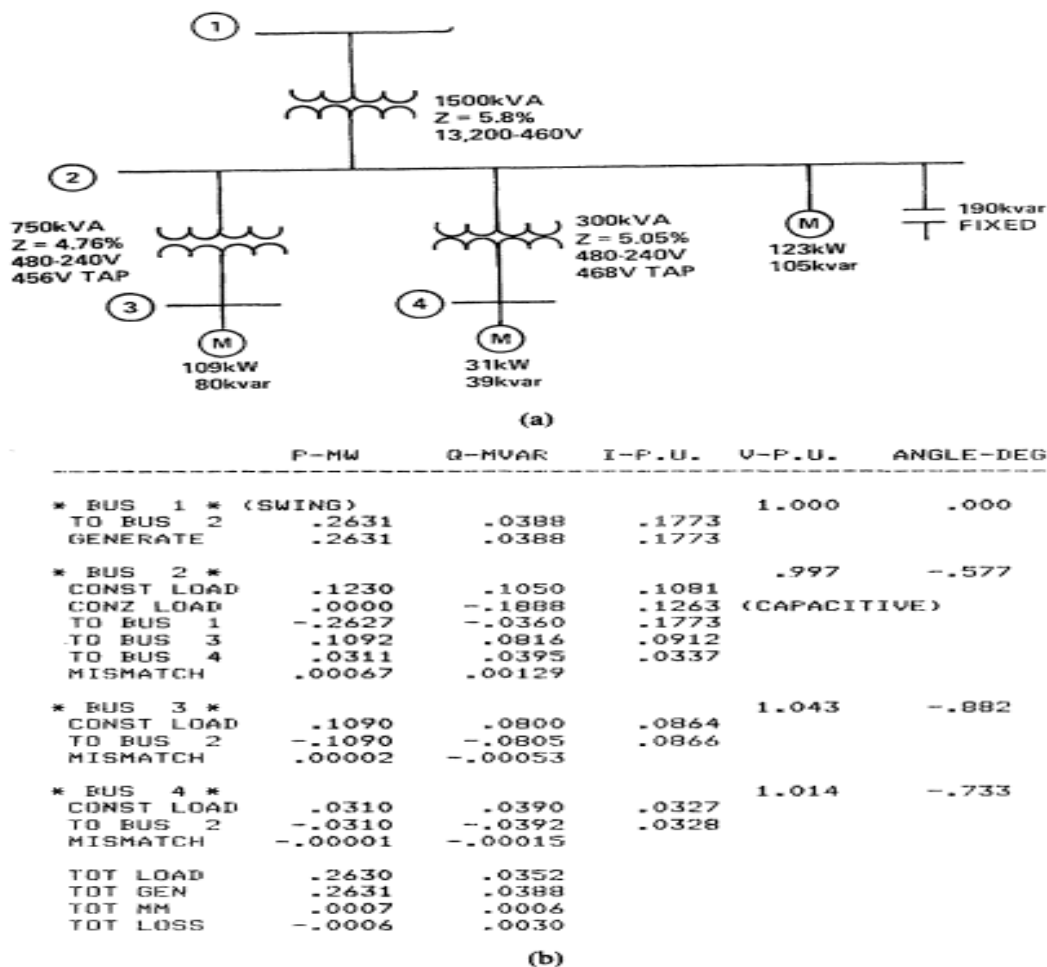 1
1500kVA
Z = 5.8%
13,200-460V
2
750kVA
Z = 4.76%
480-240V
456V TAP
300kVA
Z = 5.05%
480-240V
468V TAP
M
123kW
105kvar
190kvar
FIXED
3
M
109kW
80kvar
4
M
31kW
39kvar
(a)
P-MW Q-MVAR I-P.U. V-P.U. ANGLE-DEG
* BUS 1 * (SWING) 1.000 .000
TO BUS 2 .2631 .0388 .1773
GENERATE .2631 .0388 .1773
* BUS 2 * .997 -.577
CONST LOAD .1230 .1050 .1081
CONZ LOAD .0000 -.1888 .1263 (CAPACITIVE)
TO BUS 1 -.2627 -.0360 .1773
TO BUS 3 .1092 .0816 .0912
TO BUS 4 .0311 .0395 .0337
MISMATCH .00067 .00129
* BUS 3 * 1.043 -.882
CONST LOAD .1090 .0800 .0864
TO BUS 2 -.1090 -.0805 .0866
MISMATCH .00002 -.00053
* BUS 4 * 1.014 -.733
CONST LOAD .0310 .0390 .0327
TO BUS 2 -.0310 -.0392 .0328
MISMATCH -.00001 -.00015
TOT LOAD .2630 .0352
TOT GEN .2631 .0388
TOT MM .0007 .0006
TOT LOSS -.0006 .0030
(b)